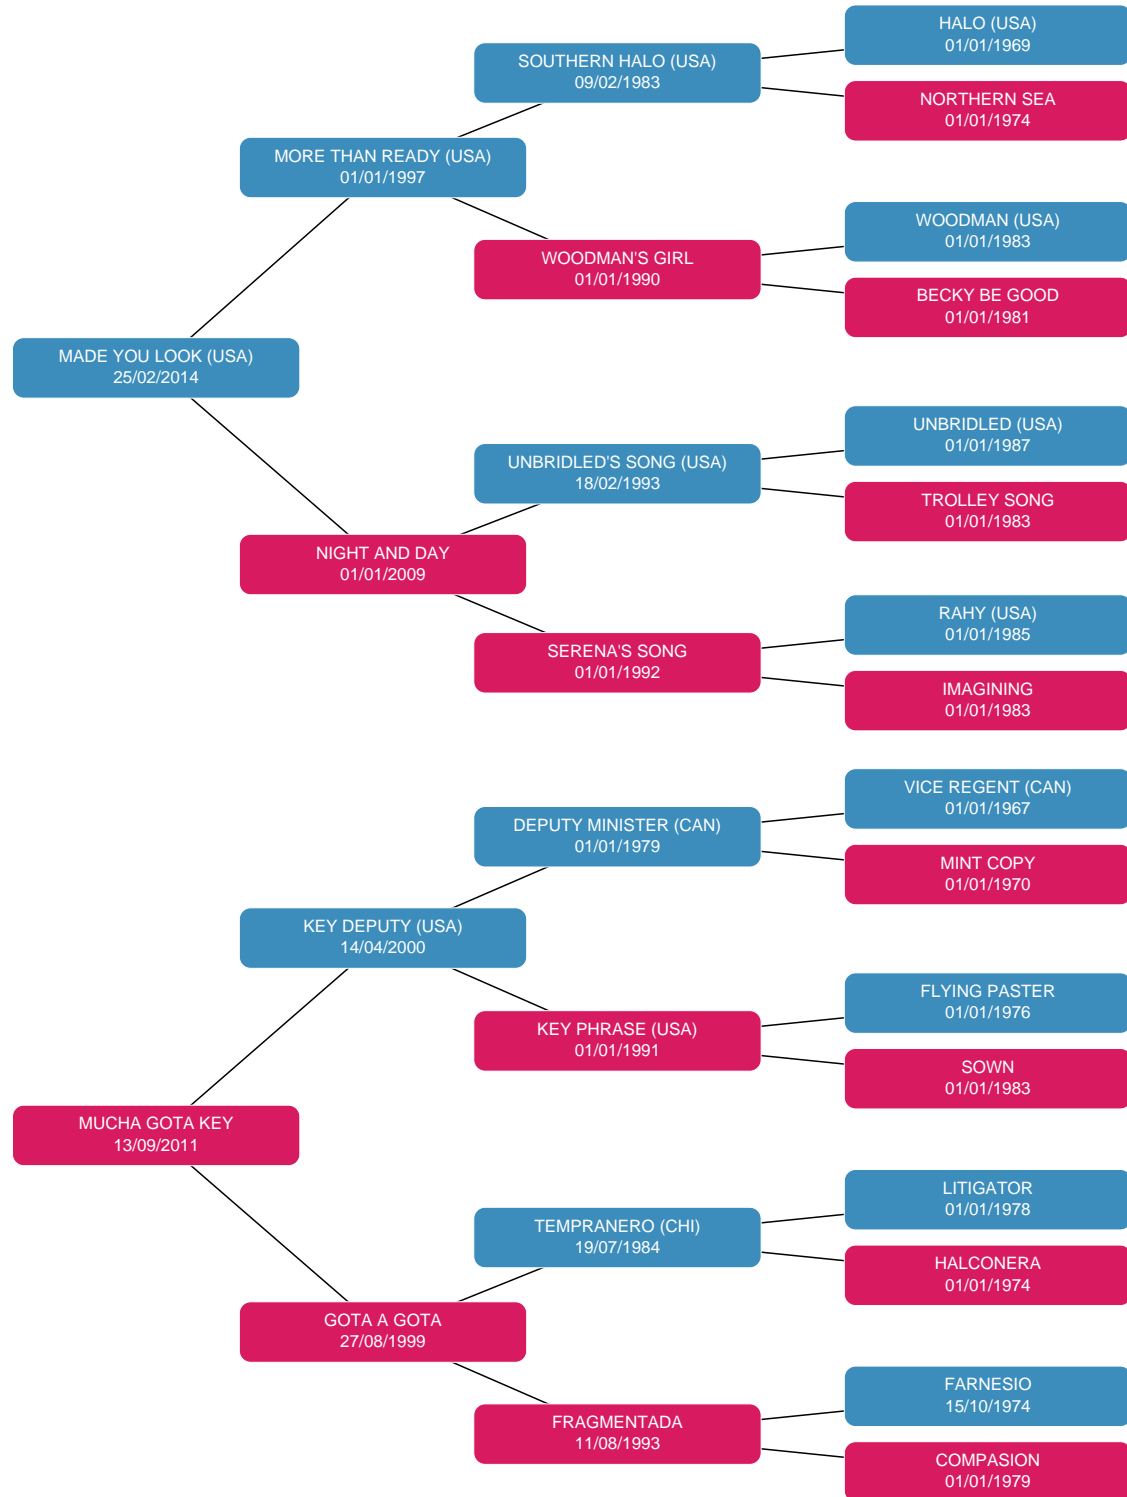 HALO (USA)
01/01/1969
SOUTHERN HALO (USA)
09/02/1983
NORTHERN SEA
01/01/1974
MORE THAN READY (USA)
01/01/1997
WOODMAN (USA)
01/01/1983
WOODMAN'S GIRL
01/01/1990
BECKY BE GOOD
01/01/1981
MADE YOU LOOK (USA)
25/02/2014
UNBRIDLED (USA)
01/01/1987
UNBRIDLED'S SONG (USA)
18/02/1993
TROLLEY SONG
01/01/1983
NIGHT AND DAY
01/01/2009
RAHY (USA)
01/01/1985
SERENA'S SONG
01/01/1992
IMAGINING
01/01/1983
VICE REGENT (CAN)
01/01/1967
DEPUTY MINISTER (CAN)
01/01/1979
MINT COPY
01/01/1970
KEY DEPUTY (USA)
14/04/2000
FLYING PASTER
01/01/1976
KEY PHRASE (USA)
01/01/1991
SOWN
01/01/1983
MUCHA GOTA KEY
13/09/2011
LITIGATOR
01/01/1978
TEMPRANERO (CHI)
19/07/1984
HALCONERA
01/01/1974
GOTA A GOTA
27/08/1999
FARNESIO
15/10/1974
FRAGMENTADA
11/08/1993
COMPASION
01/01/1979